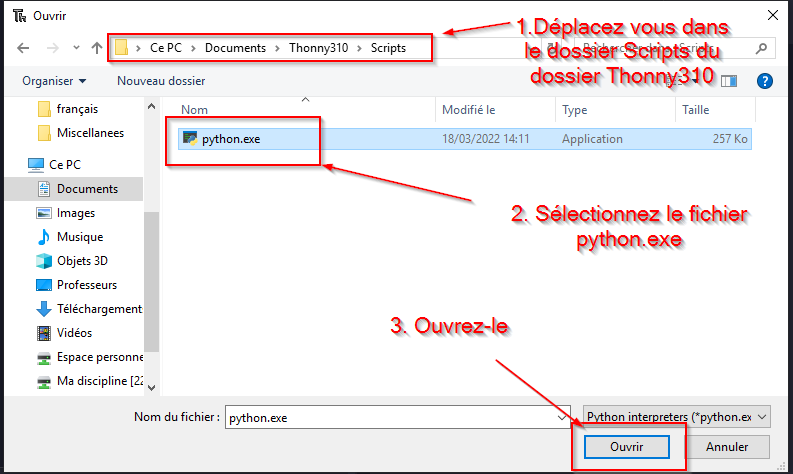 Ouvrir
Ce PC > Documents > Thonny310 > Scripts
1.Déplacez vous dans
le dossier Scripts du
dossier Thonny310
Organiser
Nouveau dossier
français
Miscellanees
Ce PC
Documents
Images
Musique
Objets 3D
Professeurs
Téléchargement
Vidéos
Espace personne
Ma discipline [22
Nom
Modifié le
Type
Taille
python.exe
18/03/2022 14:11
Application
257 Ko
2. Sélectionnez le fichier
python.exe
3. Ouvrez-le
Nom du fichier :
python.exe
Python interpreters (*python.ex
Ouvrir
Annuler